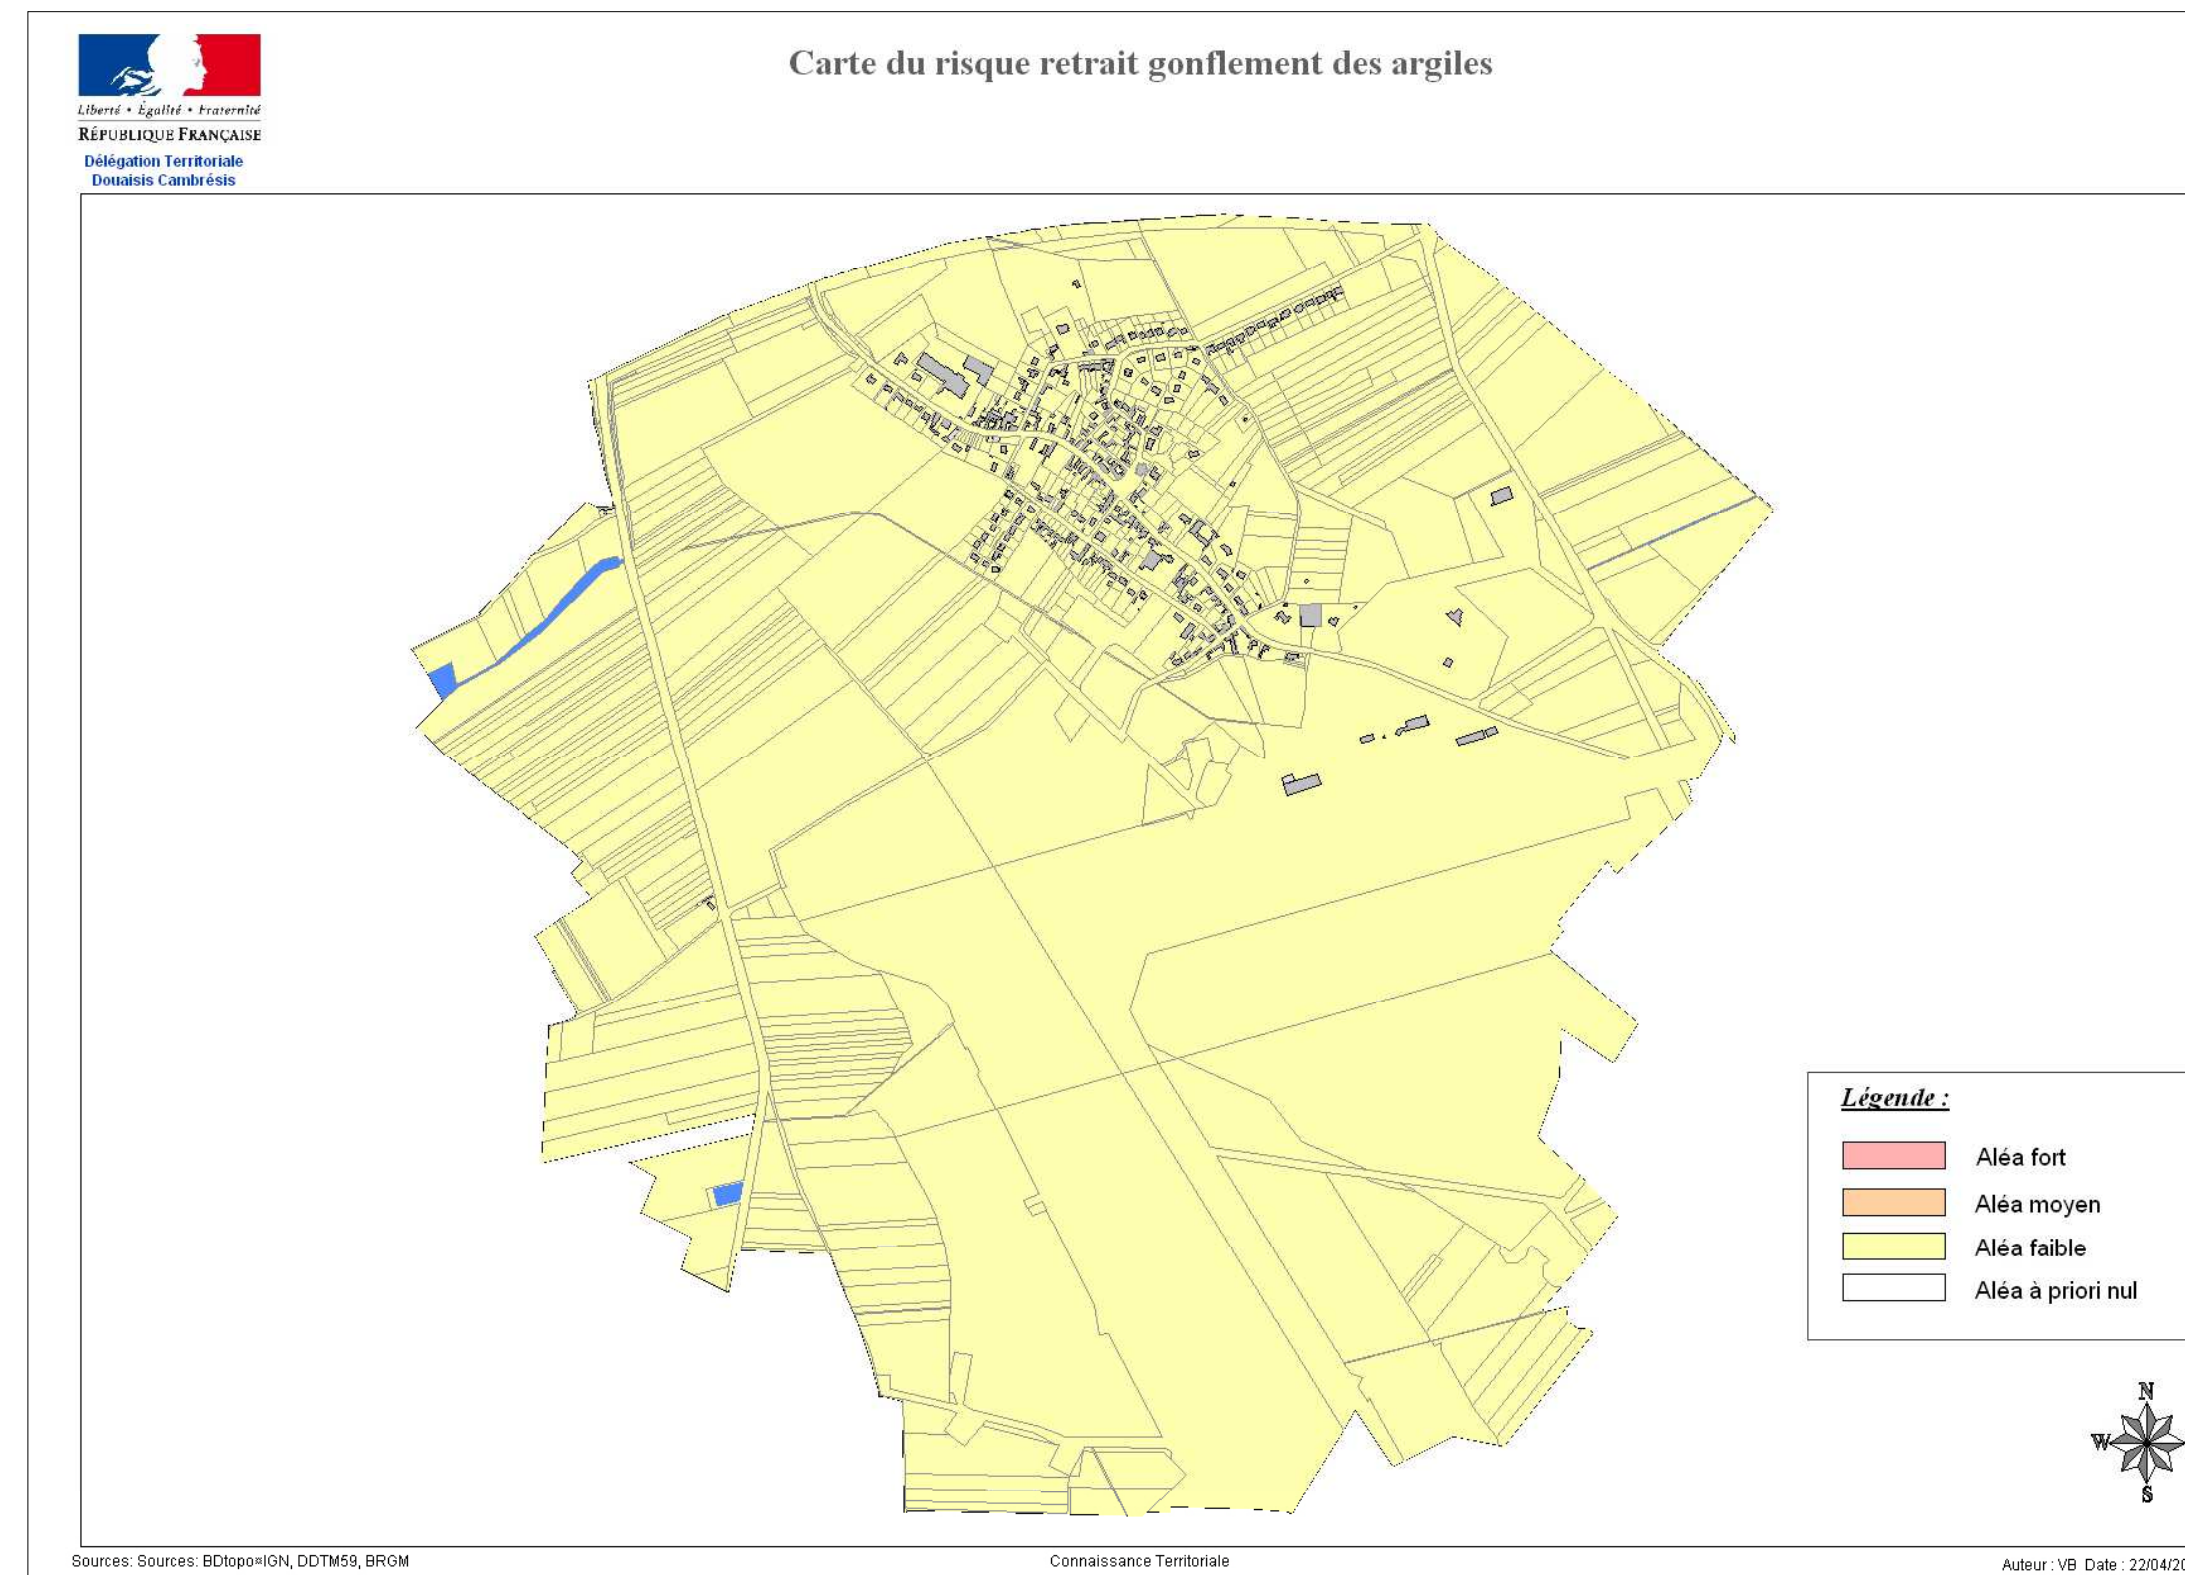 Carte du risque retrait gonflement des argiles
Liberté • Égalité • Fraternité
RÉPUBLIQUE FRANÇAISE
Délégation Territoriale
Douaisis Cambrésis
Légende :
Aléa fort
Aléa moyen
Aléa faible
Aléa à priori nul
N
W
S
Sources: Sources: BDtopo¤IGN, DDTM59, BRGM
Connaissance Territoriale
Auteur : VB Date : 22/04/20